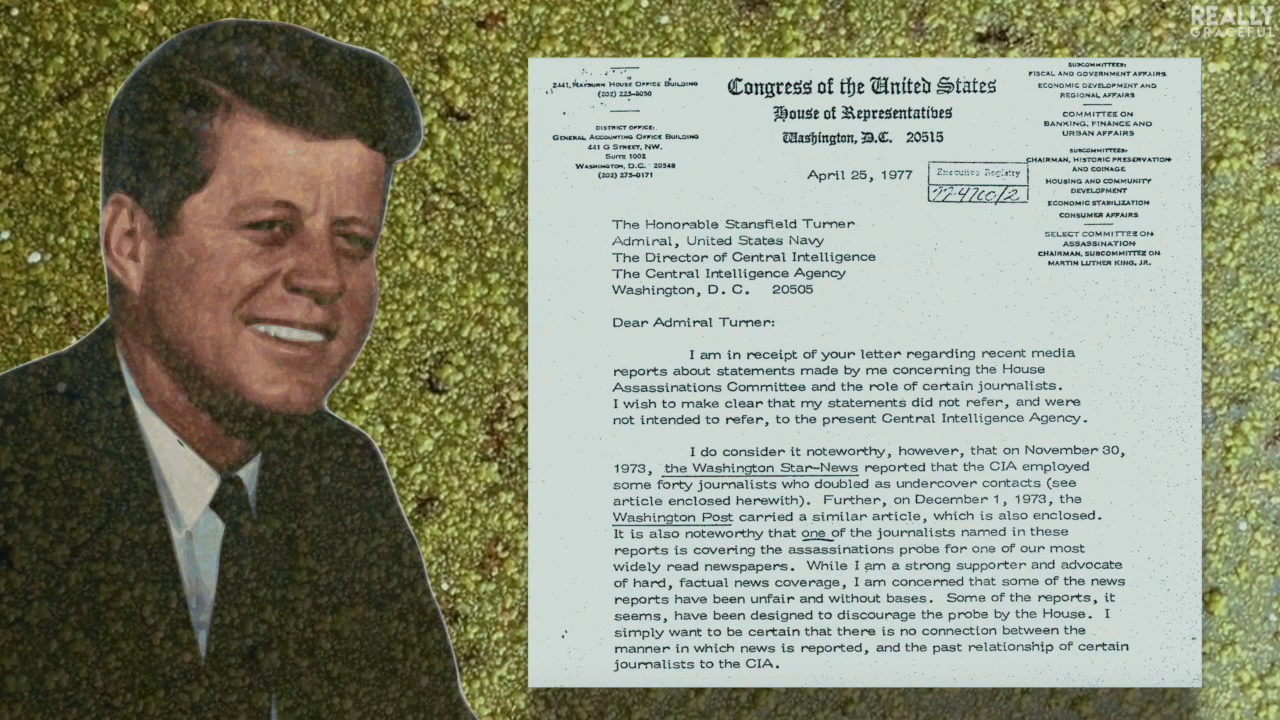 REALLY
GRACEFUL
2441, RAYBURN HOUSE OFFICE BUILDING
(202) 225-8050
DISTRICT OFFICE:
GENERAL ACCOUNTING OFFICE BUILDING
441 G STREET, NW.
SUITE 1002
WASHINGTON, D.C. 20548
(202) 275-0171
Congress of the United States
House of Representatives
Washington, D.C. 20515
April 25, 1977
Executive Registry
77-4760/2
SUBCOMMITTEES:
FISCAL AND GOVERNMENT AFFAIRS
ECONOMIC DEVELOPMENT AND
REGIONAL AFFAIRS
COMMITTEE ON
BANKING, FINANCE AND
URBAN AFFAIRS
SUBCOMMITTEES:
CHAIRMAN, HISTORIC PRESERVATION
AND COINAGE
HOUSING AND COMMUNITY
DEVELOPMENT
ECONOMIC STABILIZATION
CONSUMER AFFAIRS
SELECT COMMITTEE ON
ASSASSINATION
CHAIRMAN, SUBCOMMITTEE ON
MARTIN LUTHER KING, JR.
The Honorable Stansfield Turner
Admiral, United States Navy
The Director of Central Intelligence
The Central Intelligence Agency
Washington, D. C. 20505
Dear Admiral Turner:
I am in receipt of your letter regarding recent media
reports about statements made by me concerning the House
Assassinations Committee and the role of certain journalists.
I wish to make clear that my statements did not refer, and were
not intended to refer, to the present Central Intelligence Agency.
I do consider it noteworthy, however, that on November 30,
1973, the Washington Star-News reported that the CIA employed
some forty journalists who doubled as undercover contacts (see
article enclosed herewith). Further, on December 1, 1973, the
Washington Post carried a similar article, which is also enclosed.
It is also noteworthy that one of the journalists named in these
reports is covering the assassinations probe for one of our most
widely read newspapers. While I am a strong supporter and advocate
of hard, factual news coverage, I am concerned that some of the news
reports have been unfair and without bases. Some of the reports, it
seems, have been designed to discourage the probe by the House. I
simply want to be certain that there is no connection between the
manner in which news is reported, and the past relationship of certain
journalists to the CIA.